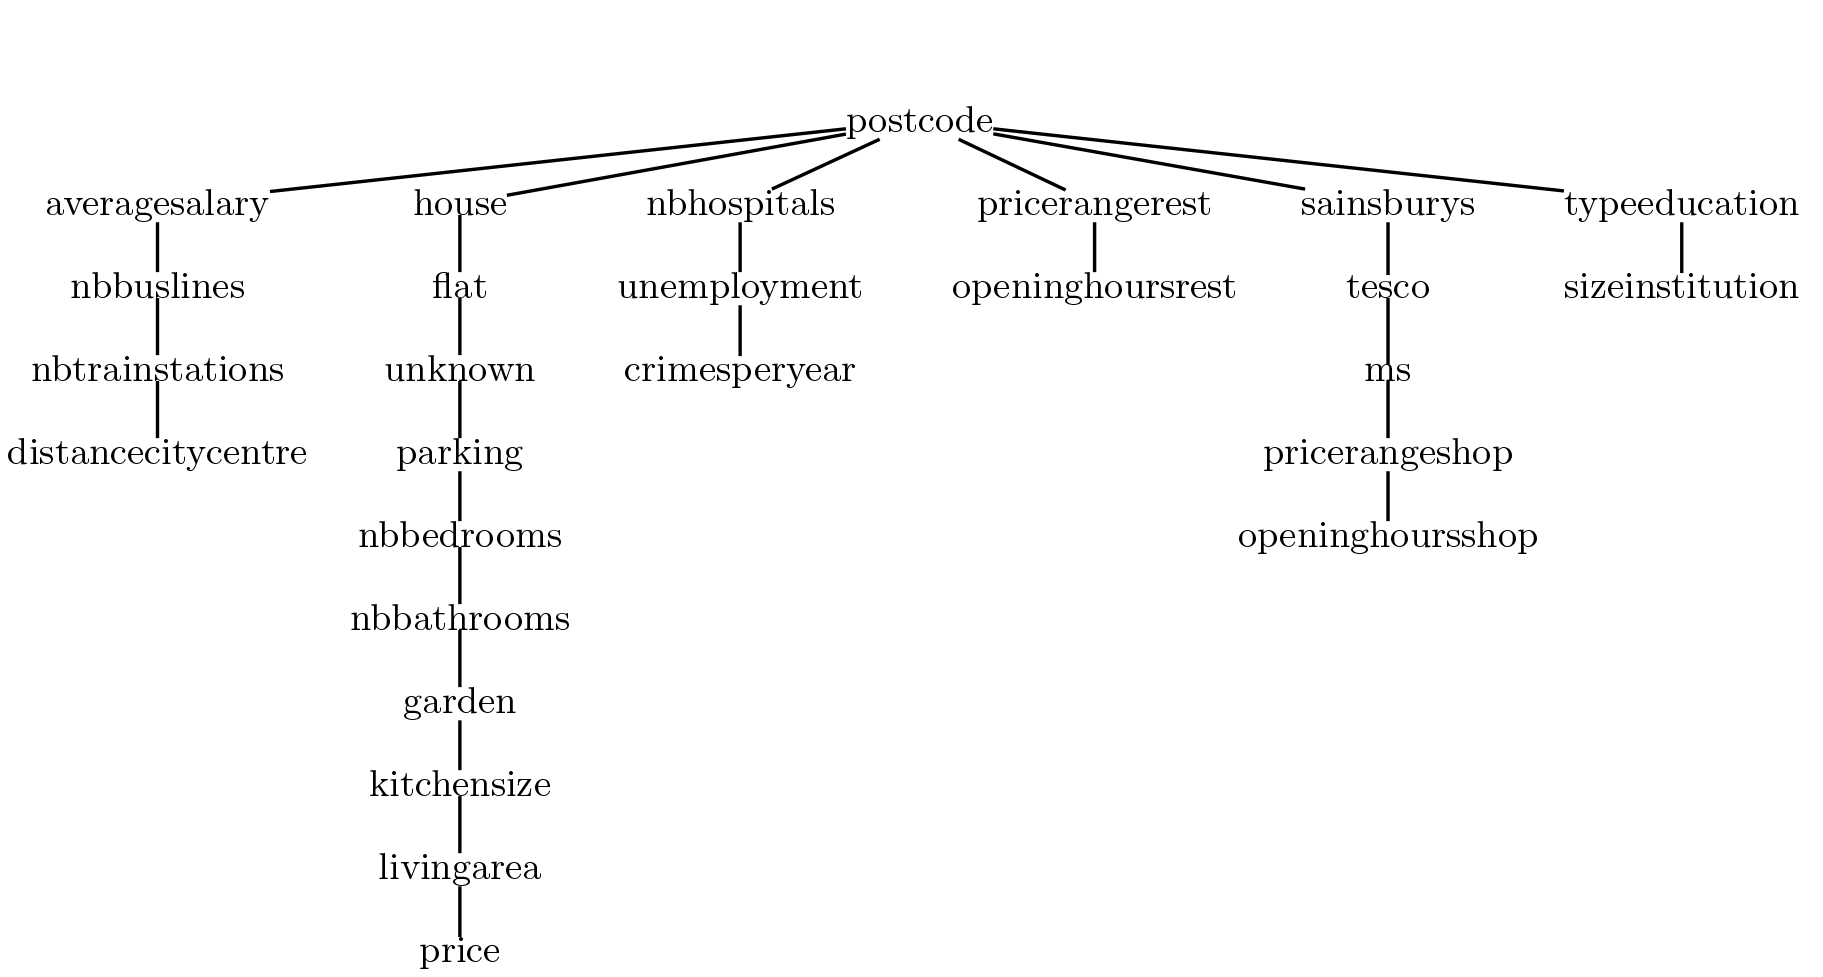 postcode
averagesalary house nbhospitals pricerangerest sainsburys typeeducation
nbbuslines flat unemployment openinghoursrest tesco sizeinstitution
nbtrainstations unknown crimesperyear ms
distancecitycentre parking pricerangeshop
nbbedrooms openinghoursshop
nbbathrooms
garden
kitchensize
livingarea
price